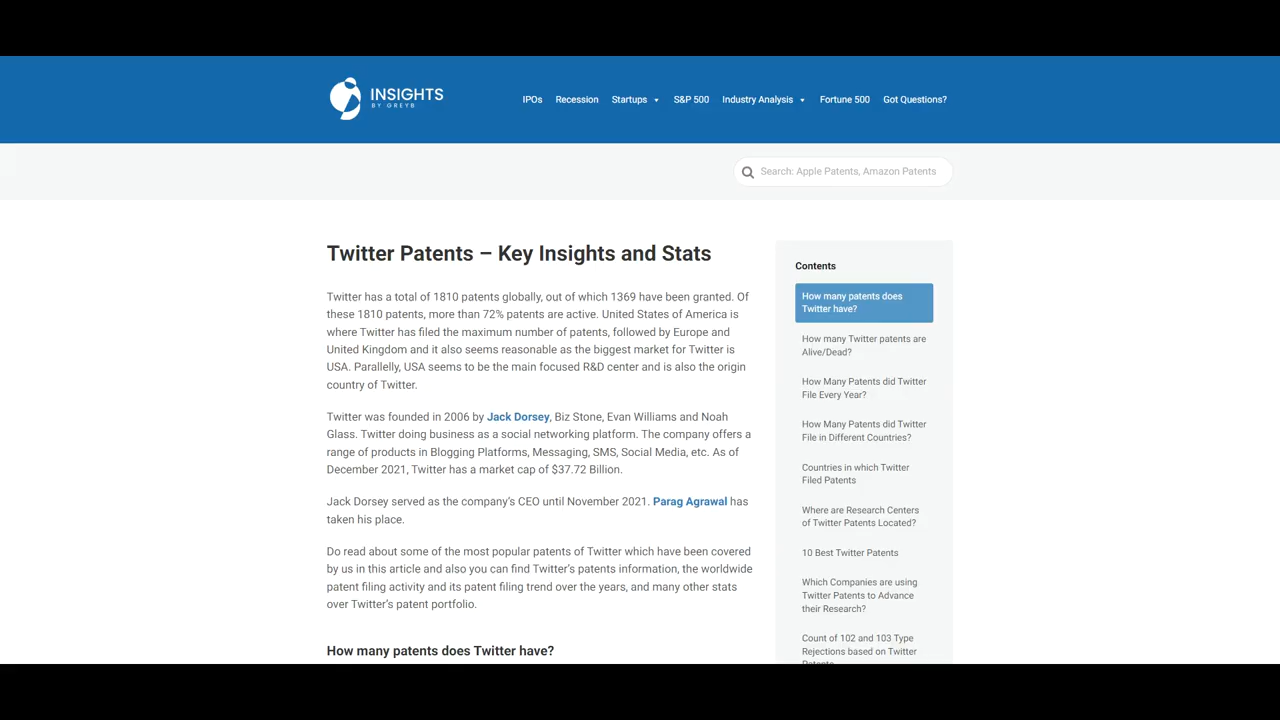 INSIGHTS
BY GREYB
IPOs Recession Startups S&P 500 Industry Analysis Fortune 500 Got Questions?
Search: Apple Patents, Amazon Patents
Twitter Patents – Key Insights and Stats
Twitter has a total of 1810 patents globally, out of which 1369 have been granted. Of
these 1810 patents, more than 72% patents are active. United States of America is
where Twitter has filed the maximum number of patents, followed by Europe and
United Kingdom and it also seems reasonable as the biggest market for Twitter is
USA. Parallelly, USA seems to be the main focused R&D center and is also the origin
country of Twitter.
Twitter was founded in 2006 by Jack Dorsey, Biz Stone, Evan Williams and Noah
Glass. Twitter doing business as a social networking platform. The company offers a
range of products in Blogging Platforms, Messaging, SMS, Social Media, etc. As of
December 2021, Twitter has a market cap of $37.72 Billion.
Jack Dorsey served as the company's CEO until November 2021. Parag Agrawal has
taken his place.
Do read about some of the most popular patents of Twitter which have been covered
by us in this article and also you can find Twitter's patents information, the worldwide
patent filing activity and its patent filing trend over the years, and many other stats
over Twitter's patent portfolio.
How many patents does Twitter have?
Contents
How many patents does
Twitter have?
How many Twitter patents are
Alive/Dead?
How Many Patents did Twitter
File Every Year?
How Many Patents did Twitter
File in Different Countries?
Countries in which Twitter
Filed Patents
Where are Research Centers
of Twitter Patents Located?
10 Best Twitter Patents
Which Companies are using
Twitter Patents to Advance
their Research?
Count of 102 and 103 Type
Rejections based on Twitter
Patents